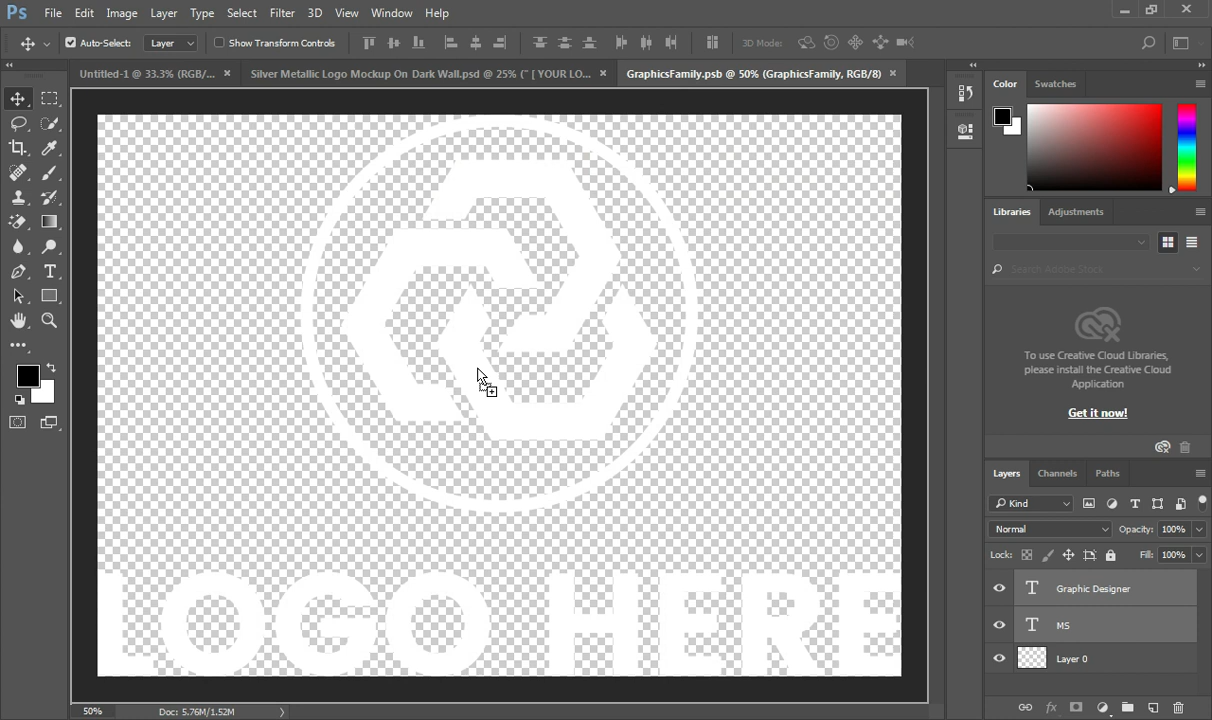 Ps File Edit Image Layer Type Select Filter 3D View Window Help
Auto-Select: Layer Show Transform Controls 3D Mode:
Untitled-1 @ 33.3% (RGB/... Silver Metallic Logo Mockup On Dark Wall.psd @ 25% (" [ YOUR LO... GraphicsFamily.psb @ 50% (GraphicsFamily, RGB/8)
Color Swatches
Libraries Adjustments
Search Adobe Stock
To use Creative Cloud Libraries,
please install the Creative Cloud
Application
Get it now!
Layers Channels Paths
Kind
Normal Opacity: 100%
Lock: Fill: 100%
Graphic Designer
MS
Layer 0
LOGO HERE
50% Doc: 5.76M/1.52M